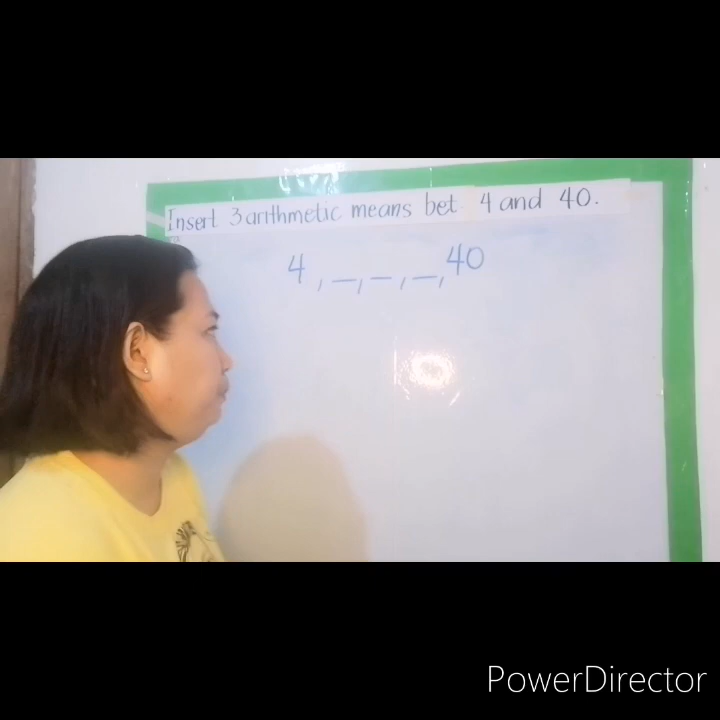 Insert 3 arithmetic means bet 4 and 40.
4, _, _, _, 40
PowerDirector